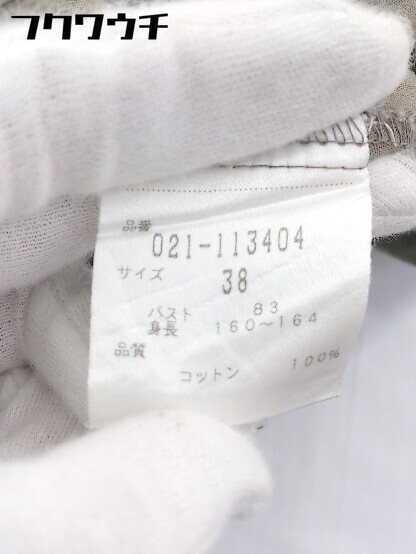 フクワウチ
品番
021-113404
サイズ 38
バスト 83
身長 160~164
品質
コットン 100%